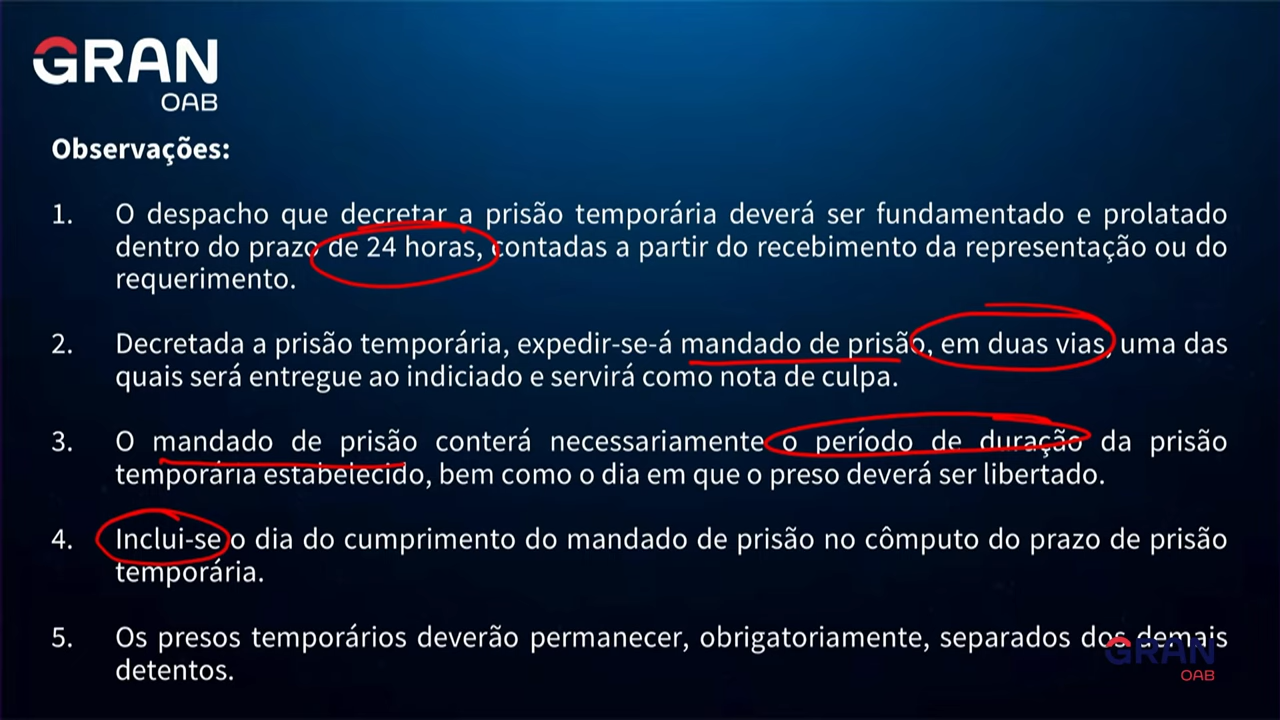 GRAN
OAB
Observações:
1. O despacho que decretar a prisão temporária deverá ser fundamentado e prolatado
dentro do prazo de 24 horas, contadas a partir do recebimento da representação ou do
requerimento.
2. Decretada a prisão temporária, expedir-se-á mandado de prisão, em duas vias, uma das
quais será entregue ao indiciado e servirá como nota de culpa.
3. O mandado de prisão conterá necessariamente o período de duração da prisão
temporária estabelecido, bem como o dia em que o preso deverá ser libertado.
4. Inclui-se o dia do cumprimento do mandado de prisão no cômputo do prazo de prisão
temporária.
5. Os presos temporários deverão permanecer, obrigatoriamente, separados dos demais
detentos.
GRAN
OAB